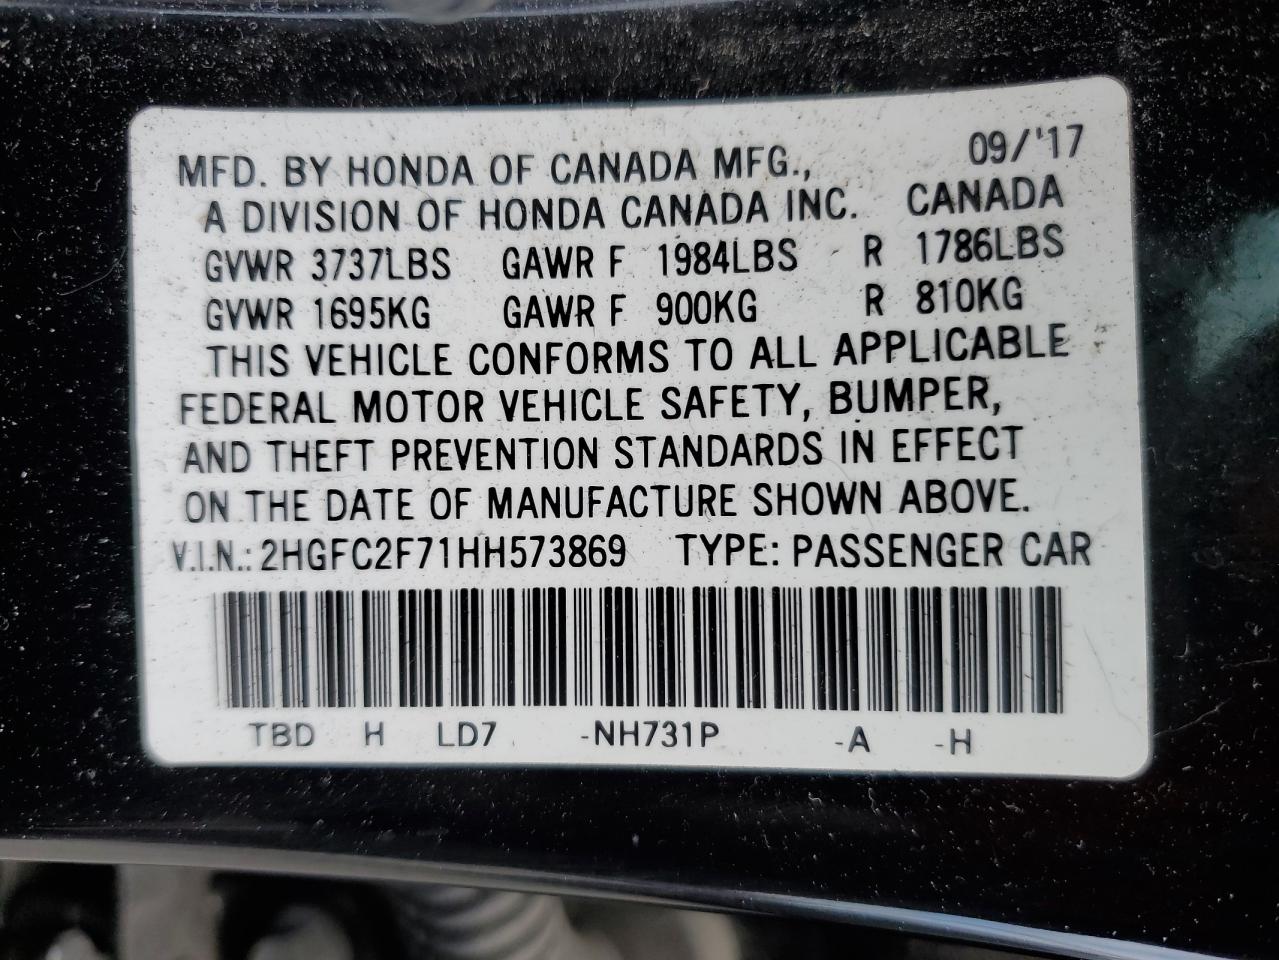 09/'17
MFD. BY HONDA OF CANADA MFG.,
A DIVISION OF HONDA CANADA INC. CANADA
GVWR 3737LBS GAWR F 1984LBS R 1786LBS
GVWR 1695KG GAWR F 900KG R 810KG
THIS VEHICLE CONFORMS TO ALL APPLICABLE
FEDERAL MOTOR VEHICLE SAFETY, BUMPER,
AND THEFT PREVENTION STANDARDS IN EFFECT
ON THE DATE OF MANUFACTURE SHOWN ABOVE.
V.I.N.: 2HGFC2F71HH573869 TYPE: PASSENGER CAR
TBD H LD7 -NH731P -A -H